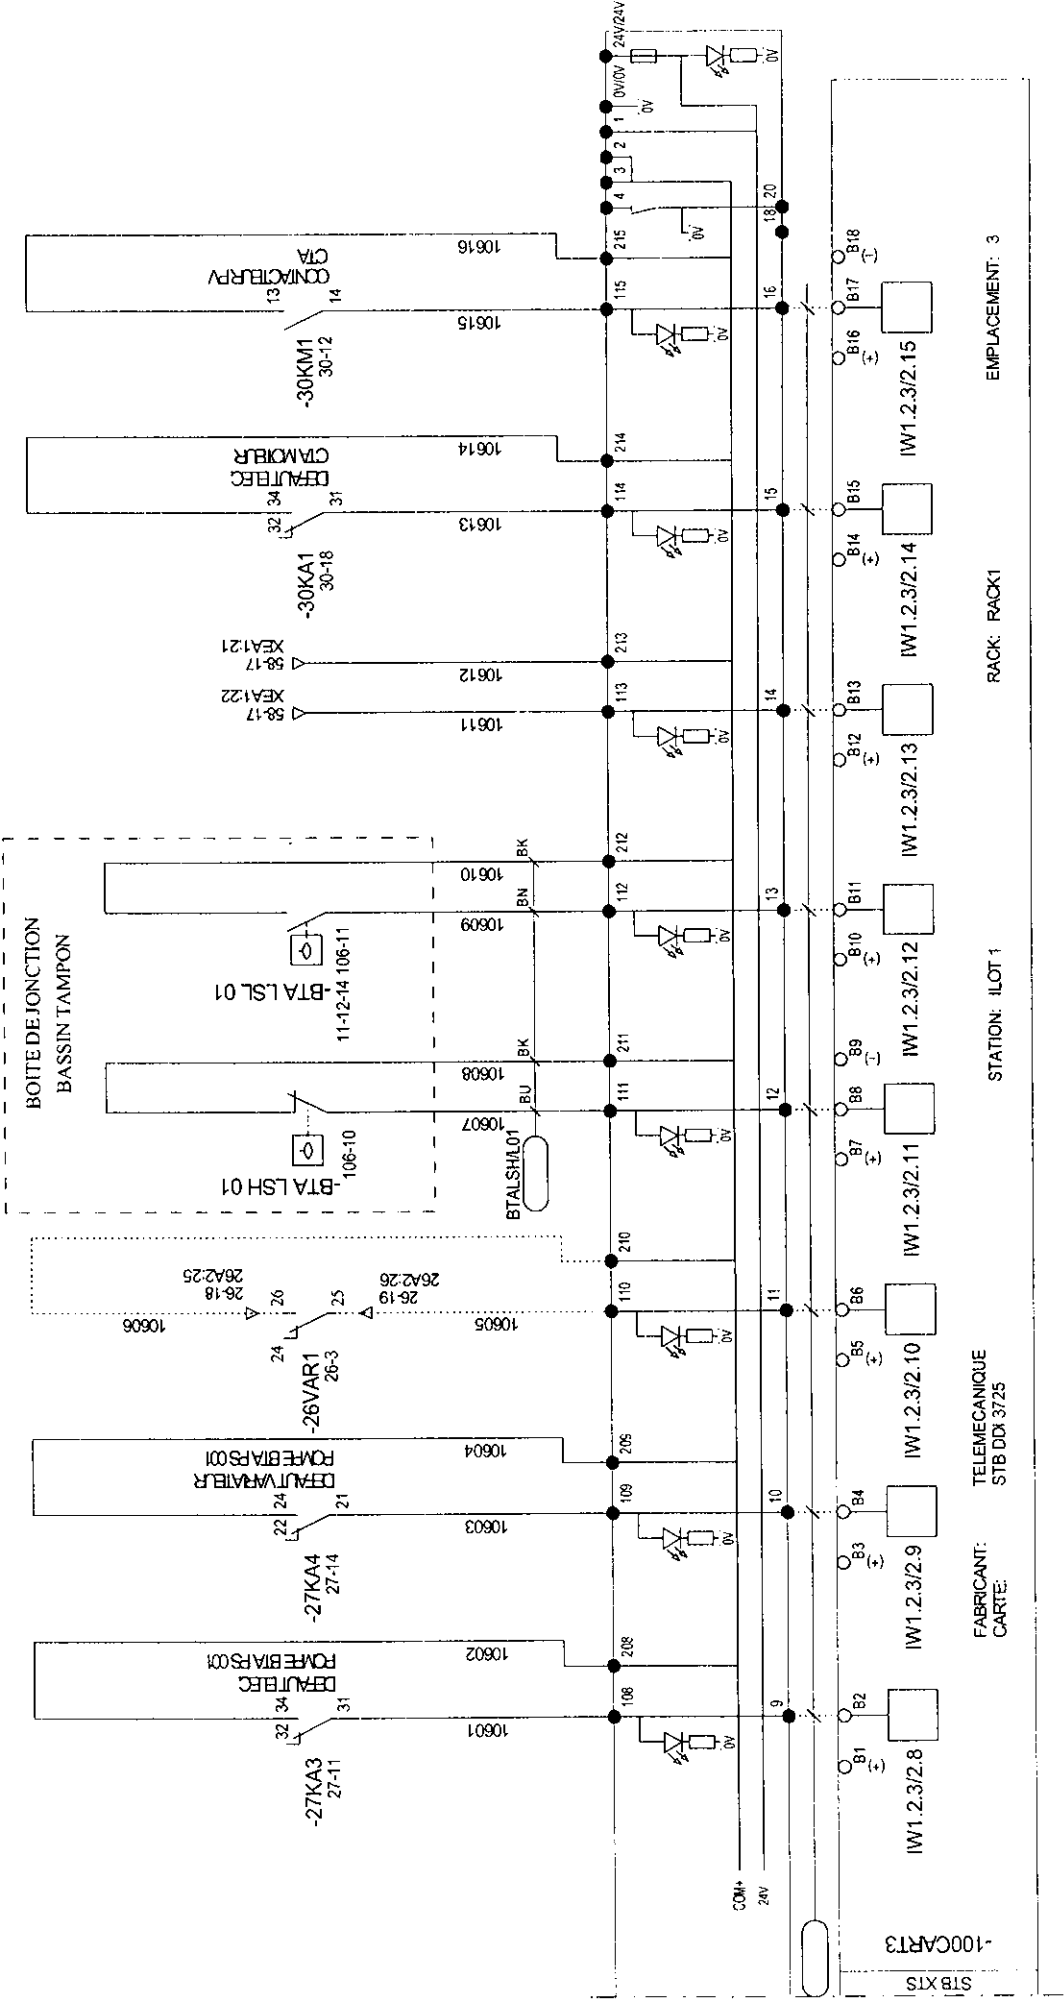 BOITE DE JONCTION
BASSIN TAMPON
-27KA3
27-11
32
34
31
DEFAUT ELEC
POMPE BTA PS001
10601
10602
-27KA4
27-14
22
24
21
DEFAUT VARIATEUR
POMPE BTA PS001
10603
10604
-26VAR1
26-3
24
26
25
26-18
26A2:25
26-19
26A2:26
10605
10606
-BTA LSH 01
106-10
10607
10608
BU
BK
BTALSH/L01
-BTA LSL 01
11-12-14 106-11
10609
10610
BN
BK
58-17
XEA1:22
58-17
XEA1:21
10611
10612
-30KA1
30-18
32
34
31
DEFAUT ELEC
CTA MOTEUR
10613
10614
-30KM1
30-12
13
14
CONTACTEUR PV
CTA
10615
10616
108
208
109
209
110
210
111
211
112
212
113
213
114
214
115
215
4
3
2
1
0V/0V
24V/24V
0V
0V
0V
0V
0V
0V
0V
0V
0V
0V
0V
COM+
24V
9
10
11
12
13
14
15
16
18
20
B1
(+)
B2
B3
(+)
B4
B5
(+)
B6
B7
(+)
B8
B9
(-)
B10
(+)
B11
B12
(+)
B13
B14
(+)
B15
B16
(+)
B17
B18
(-)
IW1.2.3/2.8
IW1.2.3/2.9
IW1.2.3/2.10
IW1.2.3/2.11
IW1.2.3/2.12
IW1.2.3/2.13
IW1.2.3/2.14
IW1.2.3/2.15
STB XTS
-100CART3
FABRICANT: TELEMECANIQUE
CARTE: STB DDI 3725
STATION: ILOT 1
RACK: RACK1
EMPLACEMENT: 3